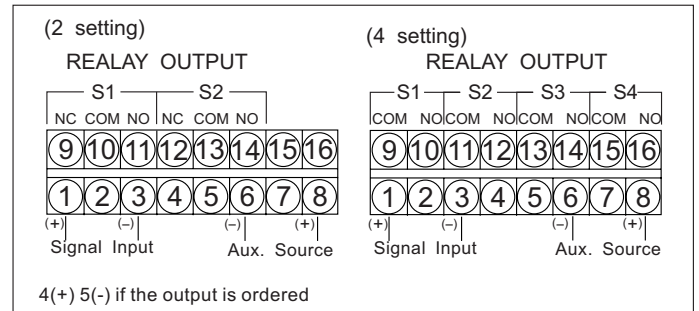 (2 setting)
REALAY OUTPUT
S1 S2
NC COM NO NC COM NO
9 10 11 12 13 14 15 16
1 2 3 4 5 6 7 8
(+) (–) (–) (+)
Signal Input Aux. Source
(4 setting)
REALAY OUTPUT
S1 S2 S3 S4
COM NO COM NO COM NO COM NO
9 10 11 12 13 14 15 16
1 2 3 4 5 6 7 8
(+) (–) (–) (+)
Signal Input Aux. Source
4(+) 5(-) if the output is ordered